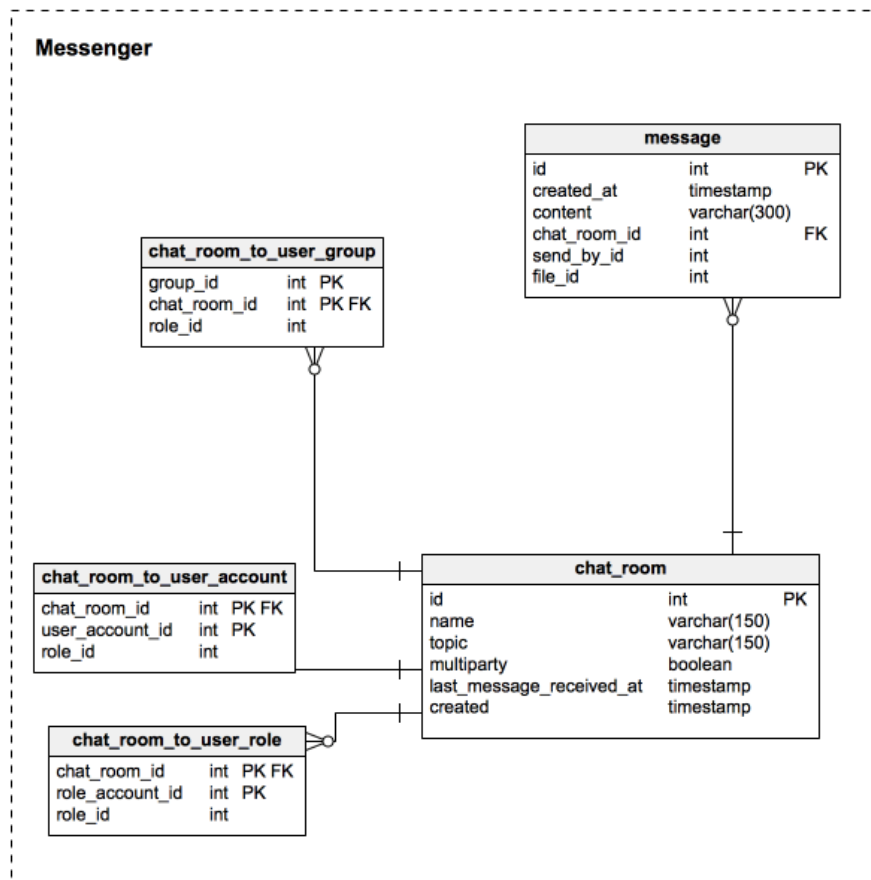 Messenger
message
id int PK
created_at timestamp
content varchar(300)
chat_room_id int FK
send_by_id int
file_id int
chat_room_to_user_group
group_id int PK
chat_room_id int PK FK
role_id int
chat_room_to_user_account
chat_room_id int PK FK
user_account_id int PK
role_id int
chat_room
id int PK
name varchar(150)
topic varchar(150)
multiparty boolean
last_message_received_at timestamp
created timestamp
chat_room_to_user_role
chat_room_id int PK FK
role_account_id int PK
role_id int